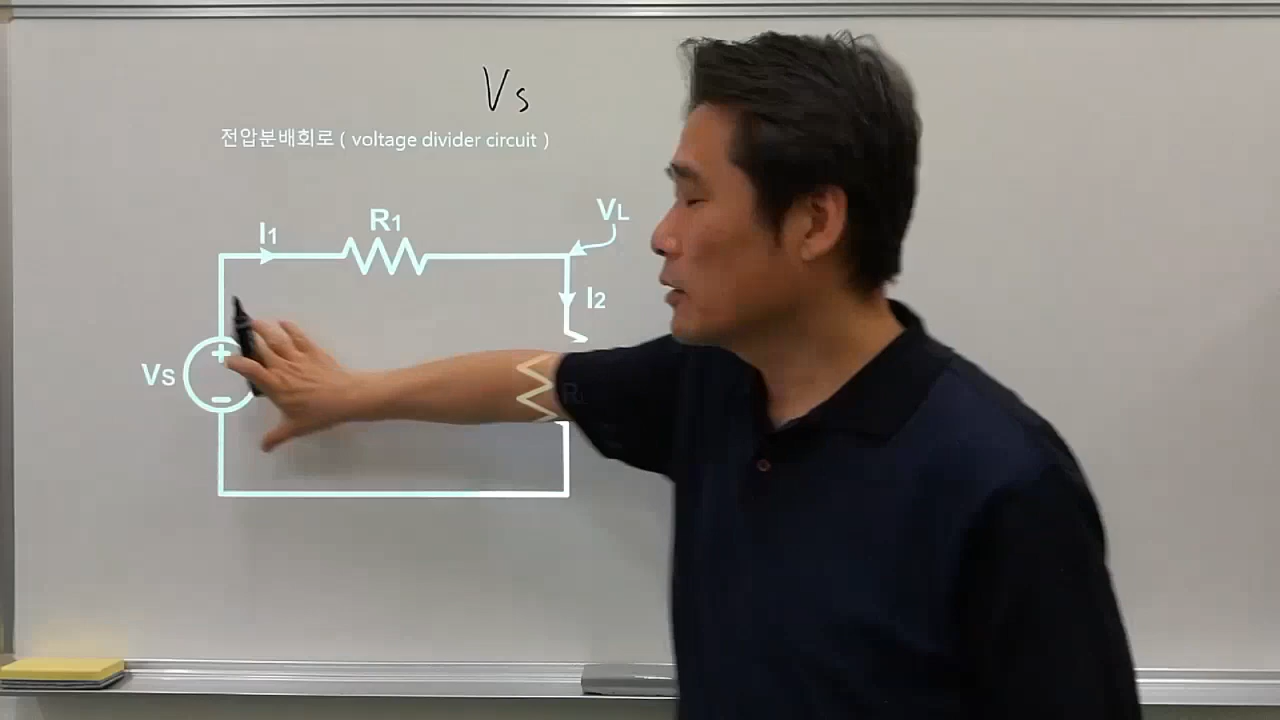 Vs
전압분배회로 ( voltage divider circuit )
VL
R1
I1
I2
+
VS
−